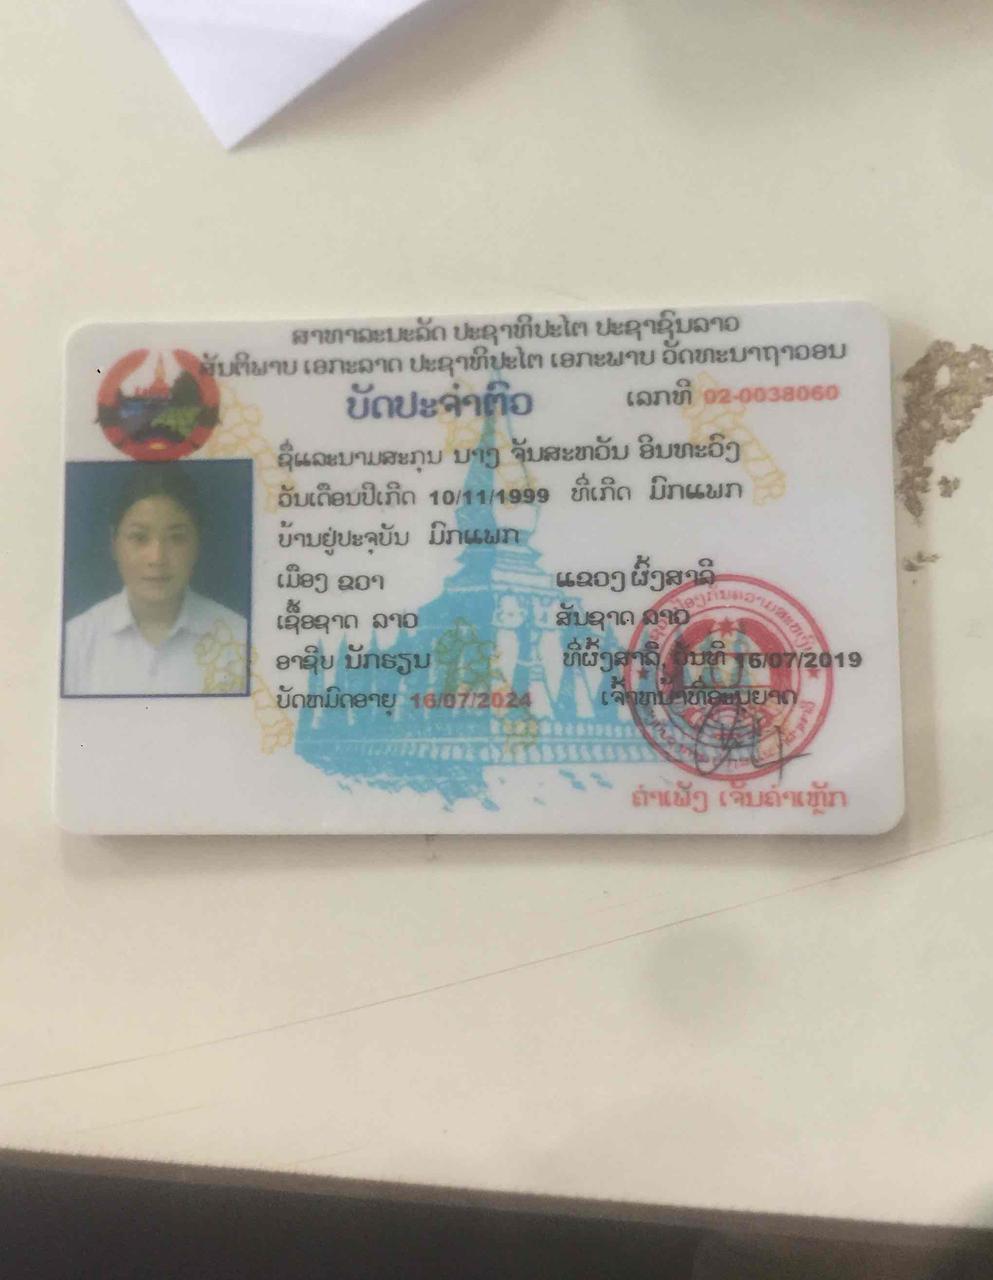 ສາທາລະນະລັດ ປະຊາທິປະໄຕ ປະຊາຊົນລາວ
ສັນຕິພາບ ເອກະລາດ ປະຊາທິປະໄຕ ເອກະພາບ ວັດທະນາຖາວອນ
ບັດປະຈຳຕົວ ເລກທີ 02-0038060
ຊື່ແລະນາມສະກຸນ ນາງ ຈັນສະຫວັນ ອິນທະວົງ
ວັນເດືອນປີເກີດ 10/11/1999 ທີ່ເກີດ ມົກແພກ
ບ້ານຢູ່ປະຈຸບັນ ມົກແພກ
ເມືອງ ຂວາ ແຂວງ ຜົ້ງສາລີ
ເຊື້ອຊາດ ລາວ ສັນຊາດ ລາວ
ອາຊີບ ນັກຮຽນ ທີ່ຜົ້ງສາລີ, ວັນທີ 16/07/2019
ບັດຫມົດອາຍຸ 16/07/2024 ເຈົ້າຫນ້າທີ່ອະນຸຍາດ
ຄຳເພັງ ເຈັນຄຳເຫຼັກ